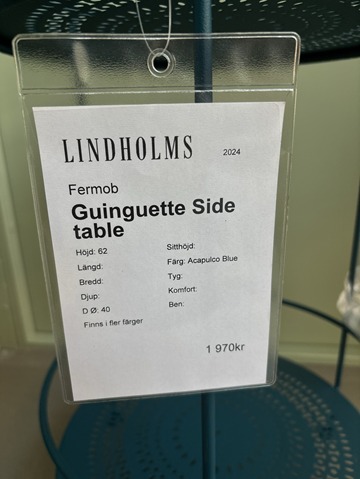 LINDHOLMS 2024
Fermob
Guinguette Side
table
Höjd: 62 Sitthöjd:
Längd: Färg: Acapulco Blue
Bredd: Tyg:
Djup: Komfort:
D Ø: 40 Ben:
Finns i fler färger
1 970kr